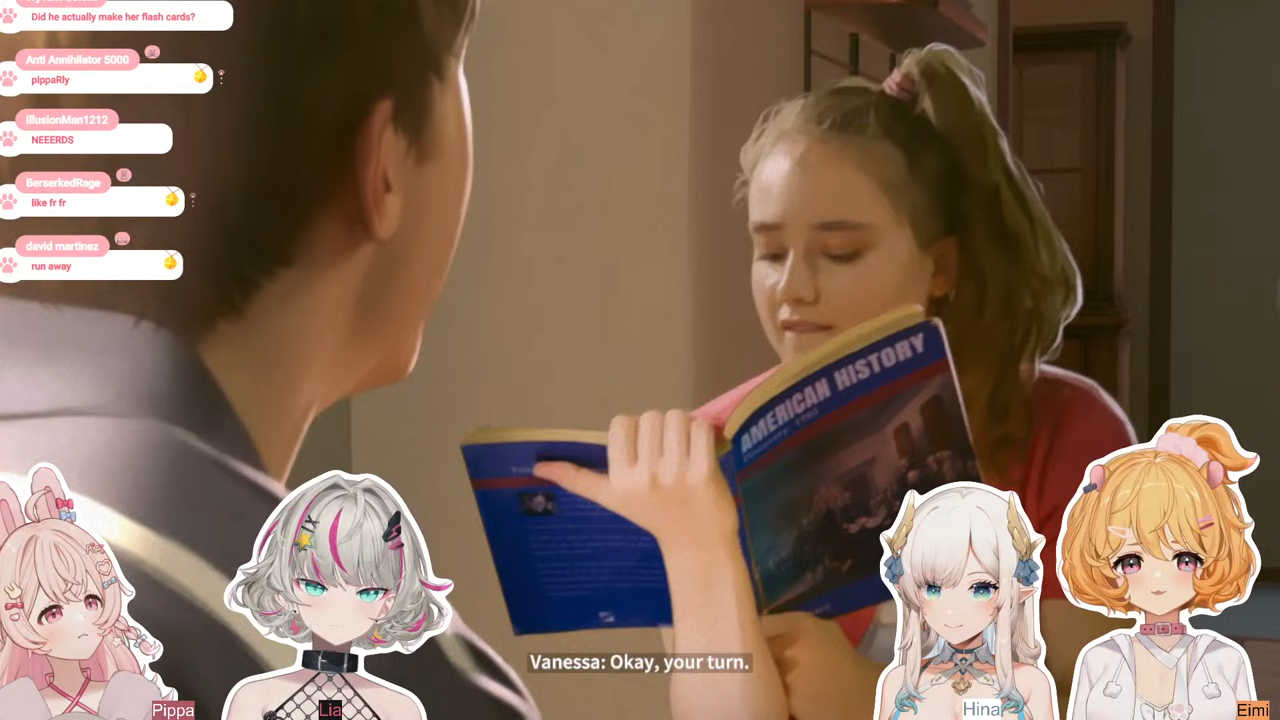 Did he actually make her flash cards?
Anti Annihilator 5000
pippaRly
IllusionMan1212
NEEERDS
BerserkedRage
like fr fr
david martinez
run away
AMERICAN HISTORY
Vanessa: Okay, your turn.
Pippa
Lia
Hina
Eimi